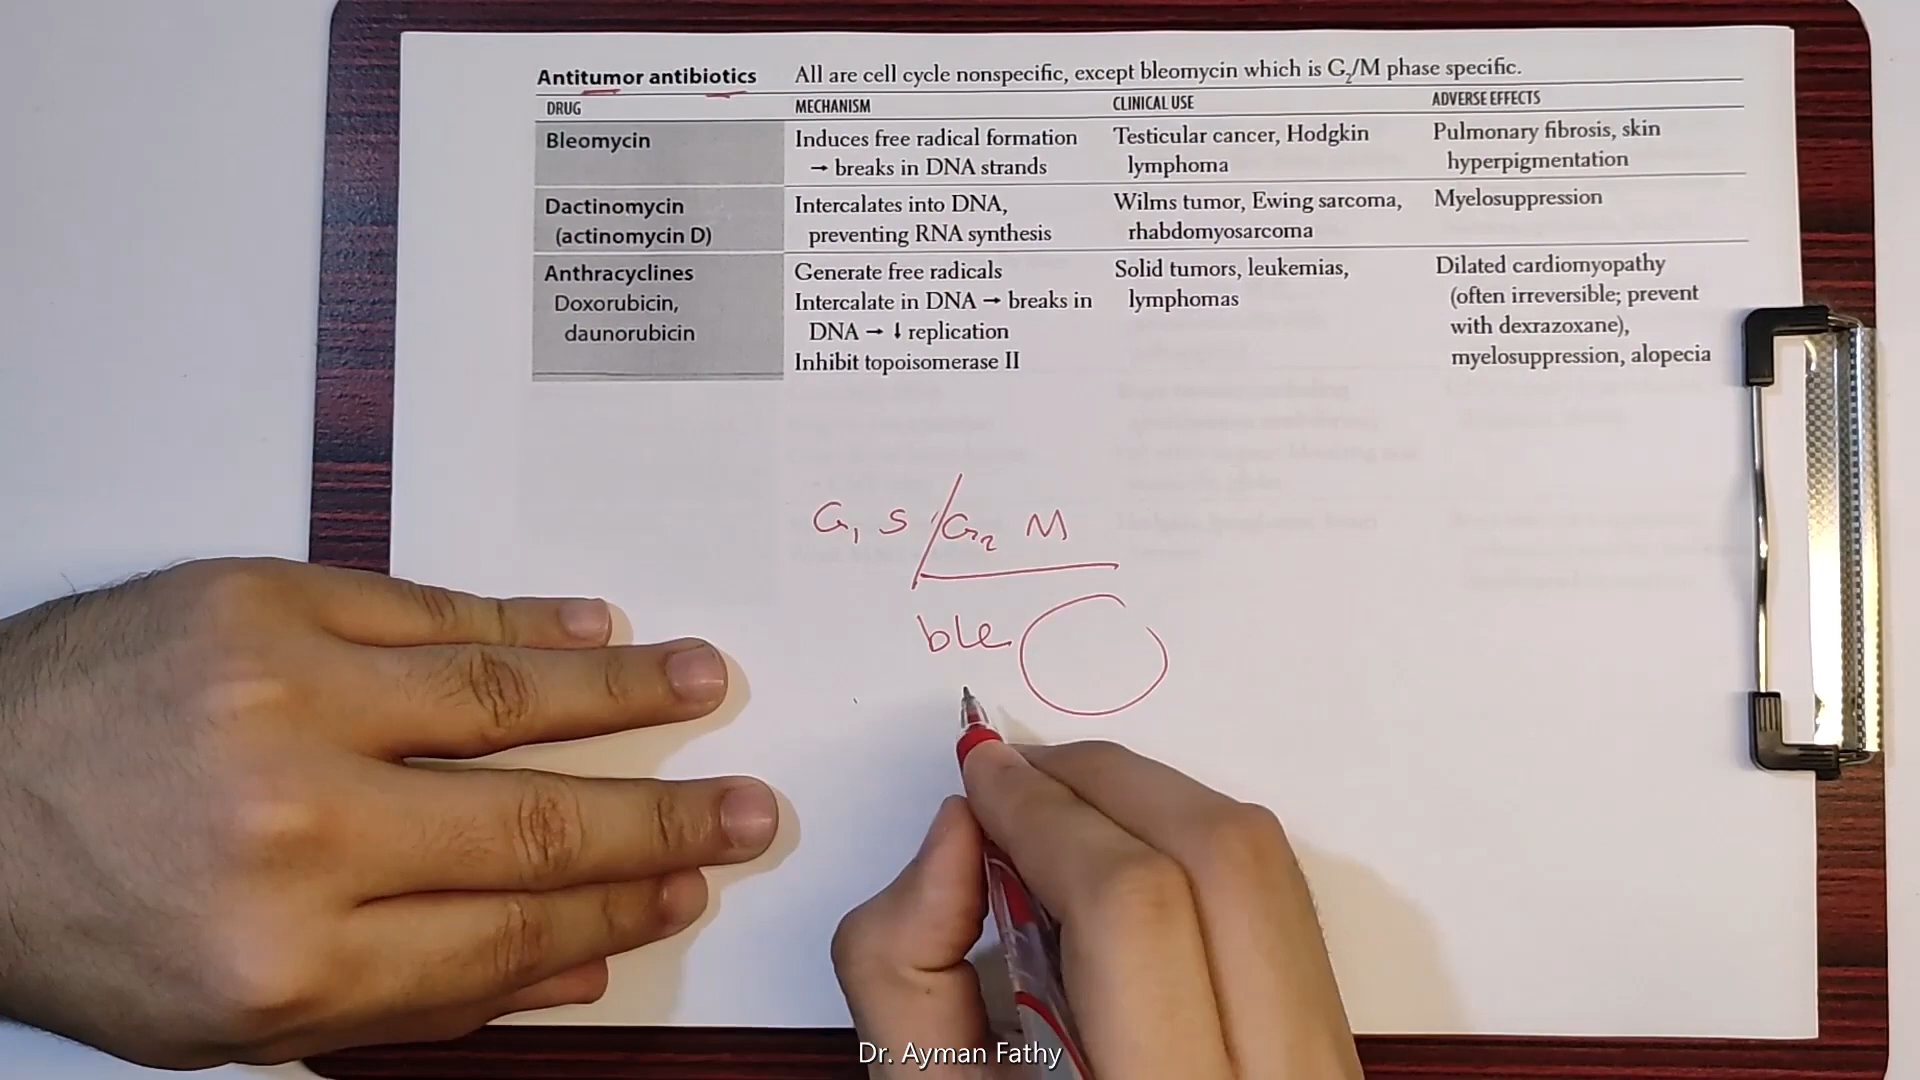 Antitumor antibiotics All are cell cycle nonspecific, except bleomycin which is G₂/M phase specific.
DRUG MECHANISM CLINICAL USE ADVERSE EFFECTS
Bleomycin Induces free radical formation Testicular cancer, Hodgkin Pulmonary fibrosis, skin
→ breaks in DNA strands lymphoma hyperpigmentation
Dactinomycin Intercalates into DNA, Wilms tumor, Ewing sarcoma, Myelosuppression
(actinomycin D) preventing RNA synthesis rhabdomyosarcoma
Anthracyclines Generate free radicals Solid tumors, leukemias, Dilated cardiomyopathy
Doxorubicin, Intercalate in DNA → breaks in lymphomas (often irreversible; prevent
daunorubicin DNA → ↓ replication with dexrazoxane),
Inhibit topoisomerase II myelosuppression, alopecia
G₁ S / G₂ M
ble
Dr. Ayman Fathy